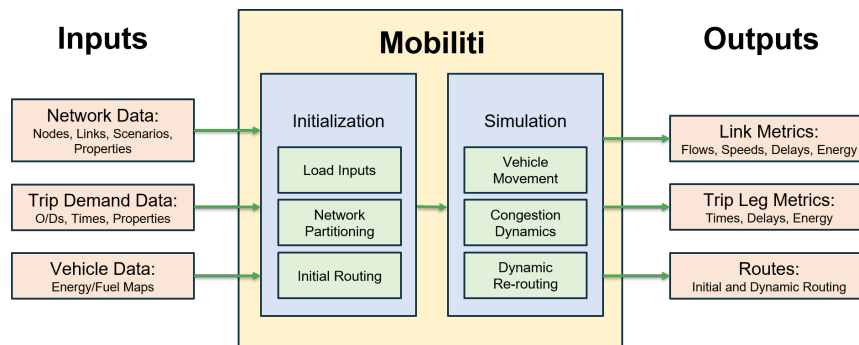 Inputs
Mobiliti
Outputs
Network Data:
Nodes, Links, Scenarios,
Properties
Trip Demand Data:
O/Ds, Times, Properties
Vehicle Data:
Energy/Fuel Maps
Initialization
Load Inputs
Network
Partitioning
Initial Routing
Simulation
Vehicle
Movement
Congestion
Dynamics
Dynamic
Re-routing
Link Metrics:
Flows, Speeds, Delays, Energy
Trip Leg Metrics:
Times, Delays, Energy
Routes:
Initial and Dynamic Routing